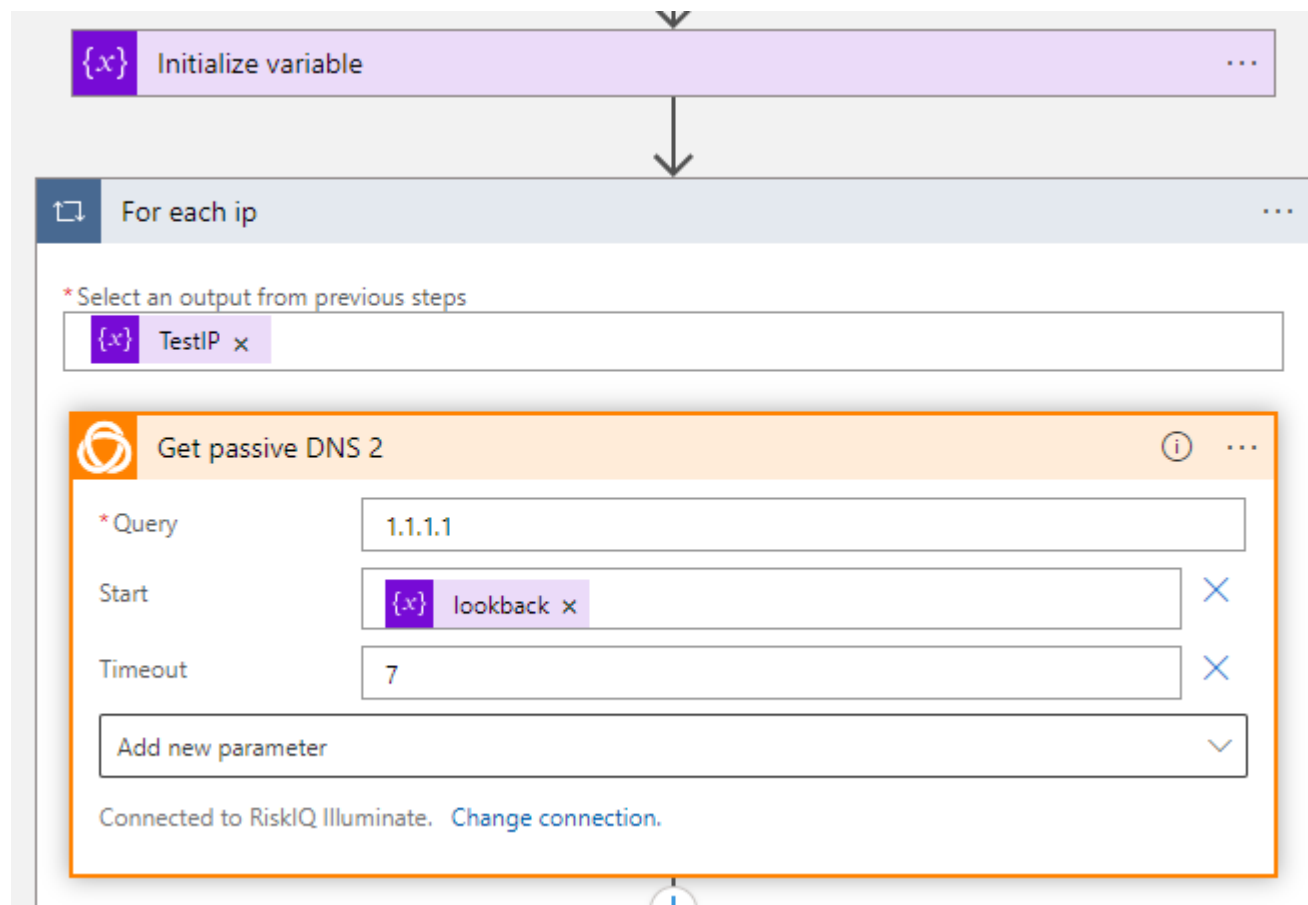 {x} Initialize variable ...
For each ip ...
* Select an output from previous steps
{x} TestIP ×
Get passive DNS 2 ...
* Query 1.1.1.1
Start {x} lookback ×
Timeout 7
Add new parameter
Connected to RiskIQ Illuminate. Change connection.